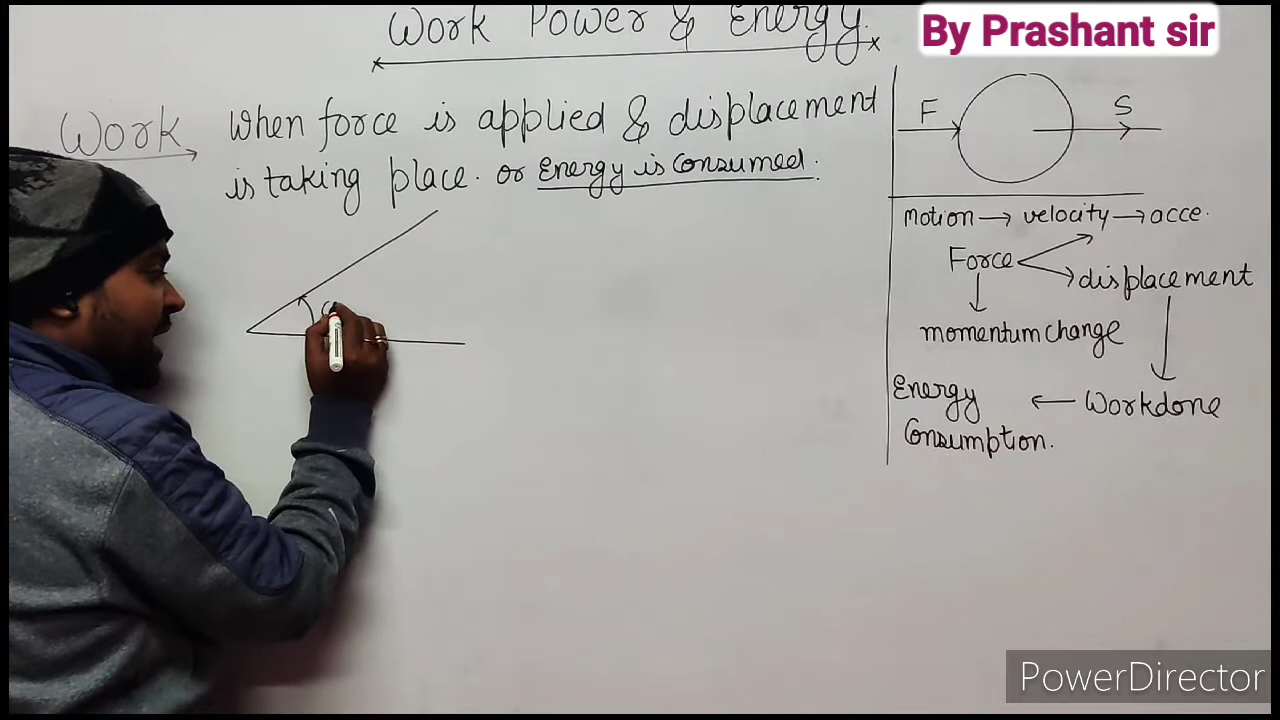 Work Power & Energy.
By Prashant sir
Work When force is applied & displacement
is taking place. or Energy is Consumed.
F S
motion → velocity → acce.
Force
displacement
momentum change
Energy ← Workdone
Consumption.
PowerDirector